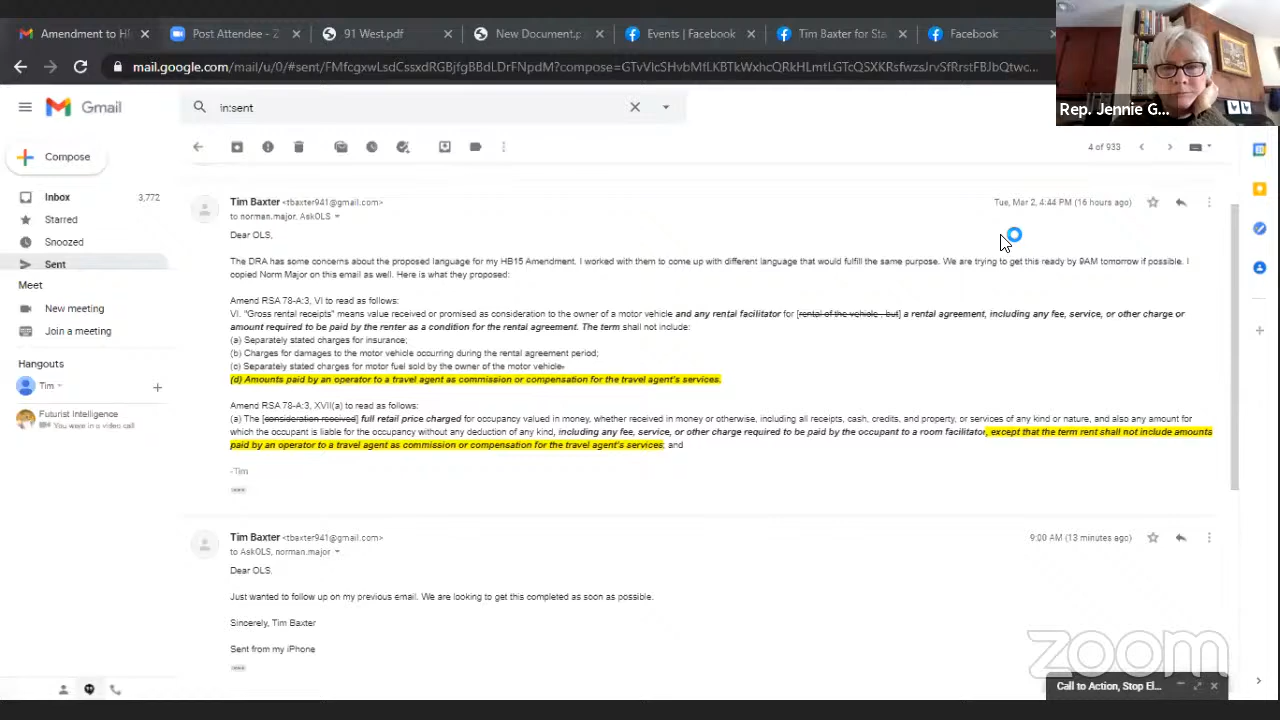 Amendment to H
Post Attendee - Z
91 West.pdf
New Document.p
Events | Facebook
Tim Baxter for Sta
Facebook
Rep. Jennie G...
Gmail
in:sent
Compose
4 of 933
Inbox 3,772
Starred
Snoozed
Sent
Meet
New meeting
Join a meeting
Hangouts
Tim
Futurist Intelligence
You were in a video call
Tim Baxter <tbaxter941@gmail.com>
Tue, Mar 2, 4:44 PM (16 hours ago)
to norman.major, AskOLS
Dear OLS,
The DRA has some concerns about the proposed language for my HB15 Amendment. I worked with them to come up with different language that would fulfill the same purpose. We are trying to get this ready by 9AM tomorrow if possible. I
copied Norm Major on this email as well. Here is what they proposed:
Amend RSA 78-A:3, VI to read as follows:
VI. "Gross rental receipts" means value received or promised as consideration to the owner of a motor vehicle and any rental facilitator for [rental of the vehicle , but] a rental agreement, including any fee, service, or other charge or
amount required to be paid by the renter as a condition for the rental agreement. The term shall not include:
(a) Separately stated charges for insurance;
(b) Charges for damages to the motor vehicle occurring during the rental agreement period;
(c) Separately stated charges for motor fuel sold by the owner of the motor vehicle.
(d) Amounts paid by an operator to a travel agent as commission or compensation for the travel agent's services.
Amend RSA 78-A:3, XVII(a) to read as follows:
(a) The [consideration received] full retail price charged for occupancy valued in money, whether received in money or otherwise, including all receipts, cash, credits, and property, or services of any kind or nature, and also any amount for
which the occupant is liable for the occupancy without any deduction of any kind, including any fee, service, or other charge required to be paid by the occupant to a room facilitator, except that the term rent shall not include amounts
paid by an operator to a travel agent as commission or compensation for the travel agent's services; and
-Tim
Tim Baxter <tbaxter941@gmail.com>
9:00 AM (13 minutes ago)
to AskOLS, norman.major
Dear OLS,
Just wanted to follow up on my previous email. We are looking to get this completed as soon as possible.
Sincerely, Tim Baxter
Sent from my iPhone
zoom
Call to Action, Stop El...